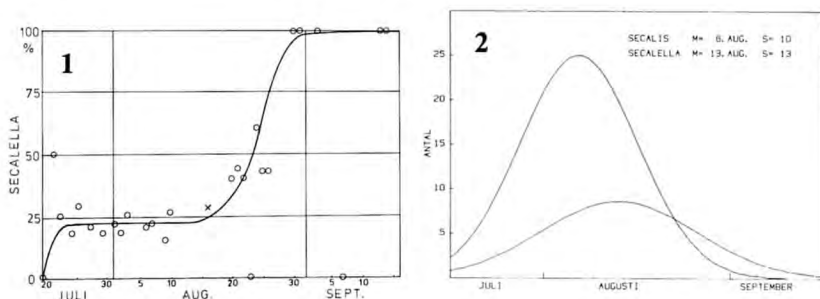 1
100
%
75
50
25
0
SECALELLA
20 30 5 10 20 30 5 10
JULI AUG. SEPT.
2
SECALIS M= 6. AUG. S= 10
SECALELLA M= 13. AUG. S= 13
25
20
15
10
5
ANTAL
JULI AUGUSTI SEPTEMBER